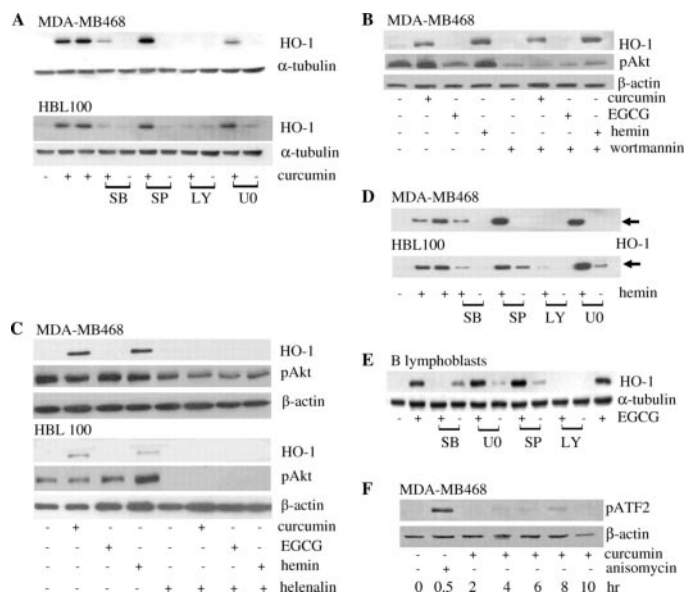 A
MDA-MB468
HO-1
α-tubulin
HBL100
HO-1
α-tubulin
- + + + - + - + - + - curcumin
SB SP LY U0
B
MDA-MB468
HO-1
pAkt
β-actin
- + - - - + - - curcumin
- - + - - - + - EGCG
- - - + - - - + hemin
- - - - + + + + wortmannin
C
MDA-MB468
HO-1
pAkt
β-actin
HBL 100
HO-1
pAkt
β-actin
- + - - - + - - curcumin
- - + - - - + - EGCG
- - - + - - - + hemin
- - - - + + + + helenalin
D
MDA-MB468
HBL100 HO-1
- + + + - + - + - + - hemin
SB SP LY U0
E
B lymphoblasts
HO-1
α-tubulin
- + + - + - + - + - + EGCG
SB U0 SP LY
F
MDA-MB468
pATF2
β-actin
- - + + + + + curcumin
- + - - - - - anisomycin
0 0.5 2 4 6 8 10 hr